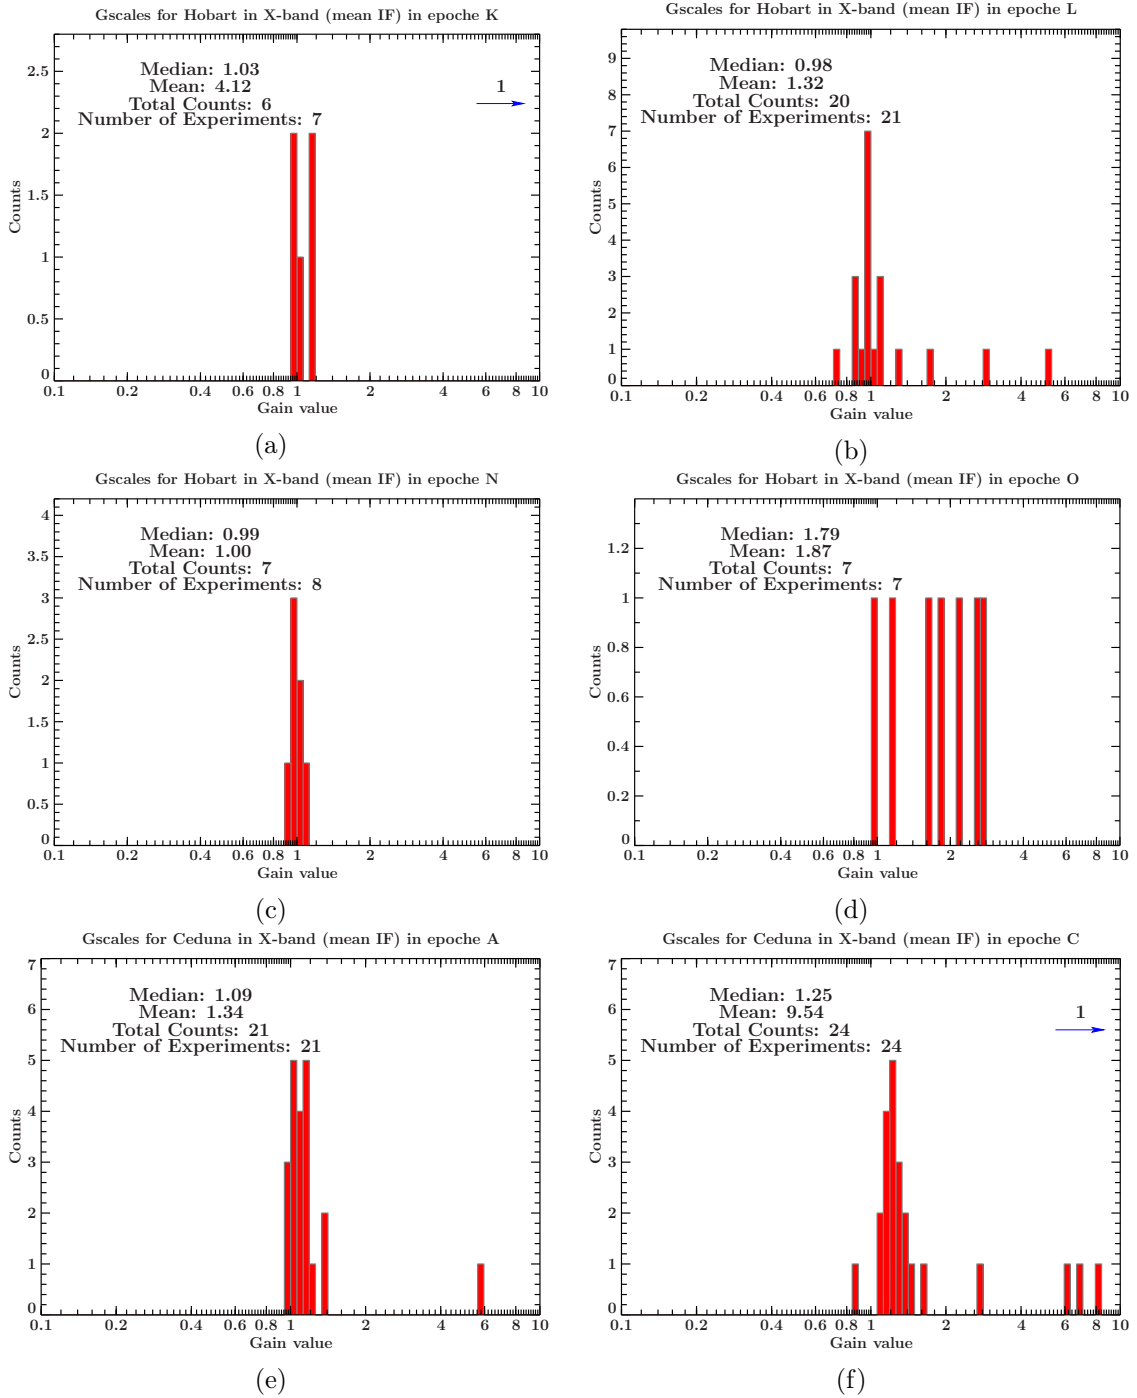 Gscales for Hobart in X-band (mean IF) in epoche K
Median: 1.03
Mean: 4.12
Total Counts: 6
Number of Experiments: 7
1
Counts
2.5
2
1.5
1
0.5
0
0.1 0.2 0.4 0.6 0.8 1 2 4 6 8 10
Gain value
(a)
Gscales for Hobart in X-band (mean IF) in epoche L
Median: 0.98
Mean: 1.32
Total Counts: 20
Number of Experiments: 21
Counts
9
8
7
6
5
4
3
2
1
0
0.1 0.2 0.4 0.6 0.8 1 2 4 6 8 10
Gain value
(b)
Gscales for Hobart in X-band (mean IF) in epoche N
Median: 0.99
Mean: 1.00
Total Counts: 7
Number of Experiments: 8
Counts
4
3.5
3
2.5
2
1.5
1
0.5
0
0.1 0.2 0.4 0.6 0.8 1 2 4 6 8 10
Gain value
(c)
Gscales for Hobart in X-band (mean IF) in epoche O
Median: 1.79
Mean: 1.87
Total Counts: 7
Number of Experiments: 7
Counts
1.2
1
0.8
0.6
0.4
0.2
0
0.1 0.2 0.4 0.6 0.8 1 2 4 6 8 10
Gain value
(d)
Gscales for Ceduna in X-band (mean IF) in epoche A
Median: 1.09
Mean: 1.34
Total Counts: 21
Number of Experiments: 21
Counts
7
6
5
4
3
2
1
0
0.1 0.2 0.4 0.6 0.8 1 2 4 6 8 10
Gain value
(e)
Gscales for Ceduna in X-band (mean IF) in epoche C
Median: 1.25
Mean: 9.54
Total Counts: 24
Number of Experiments: 24
1
Counts
7
6
5
4
3
2
1
0
0.1 0.2 0.4 0.6 0.8 1 2 4 6 8 10
Gain value
(f)